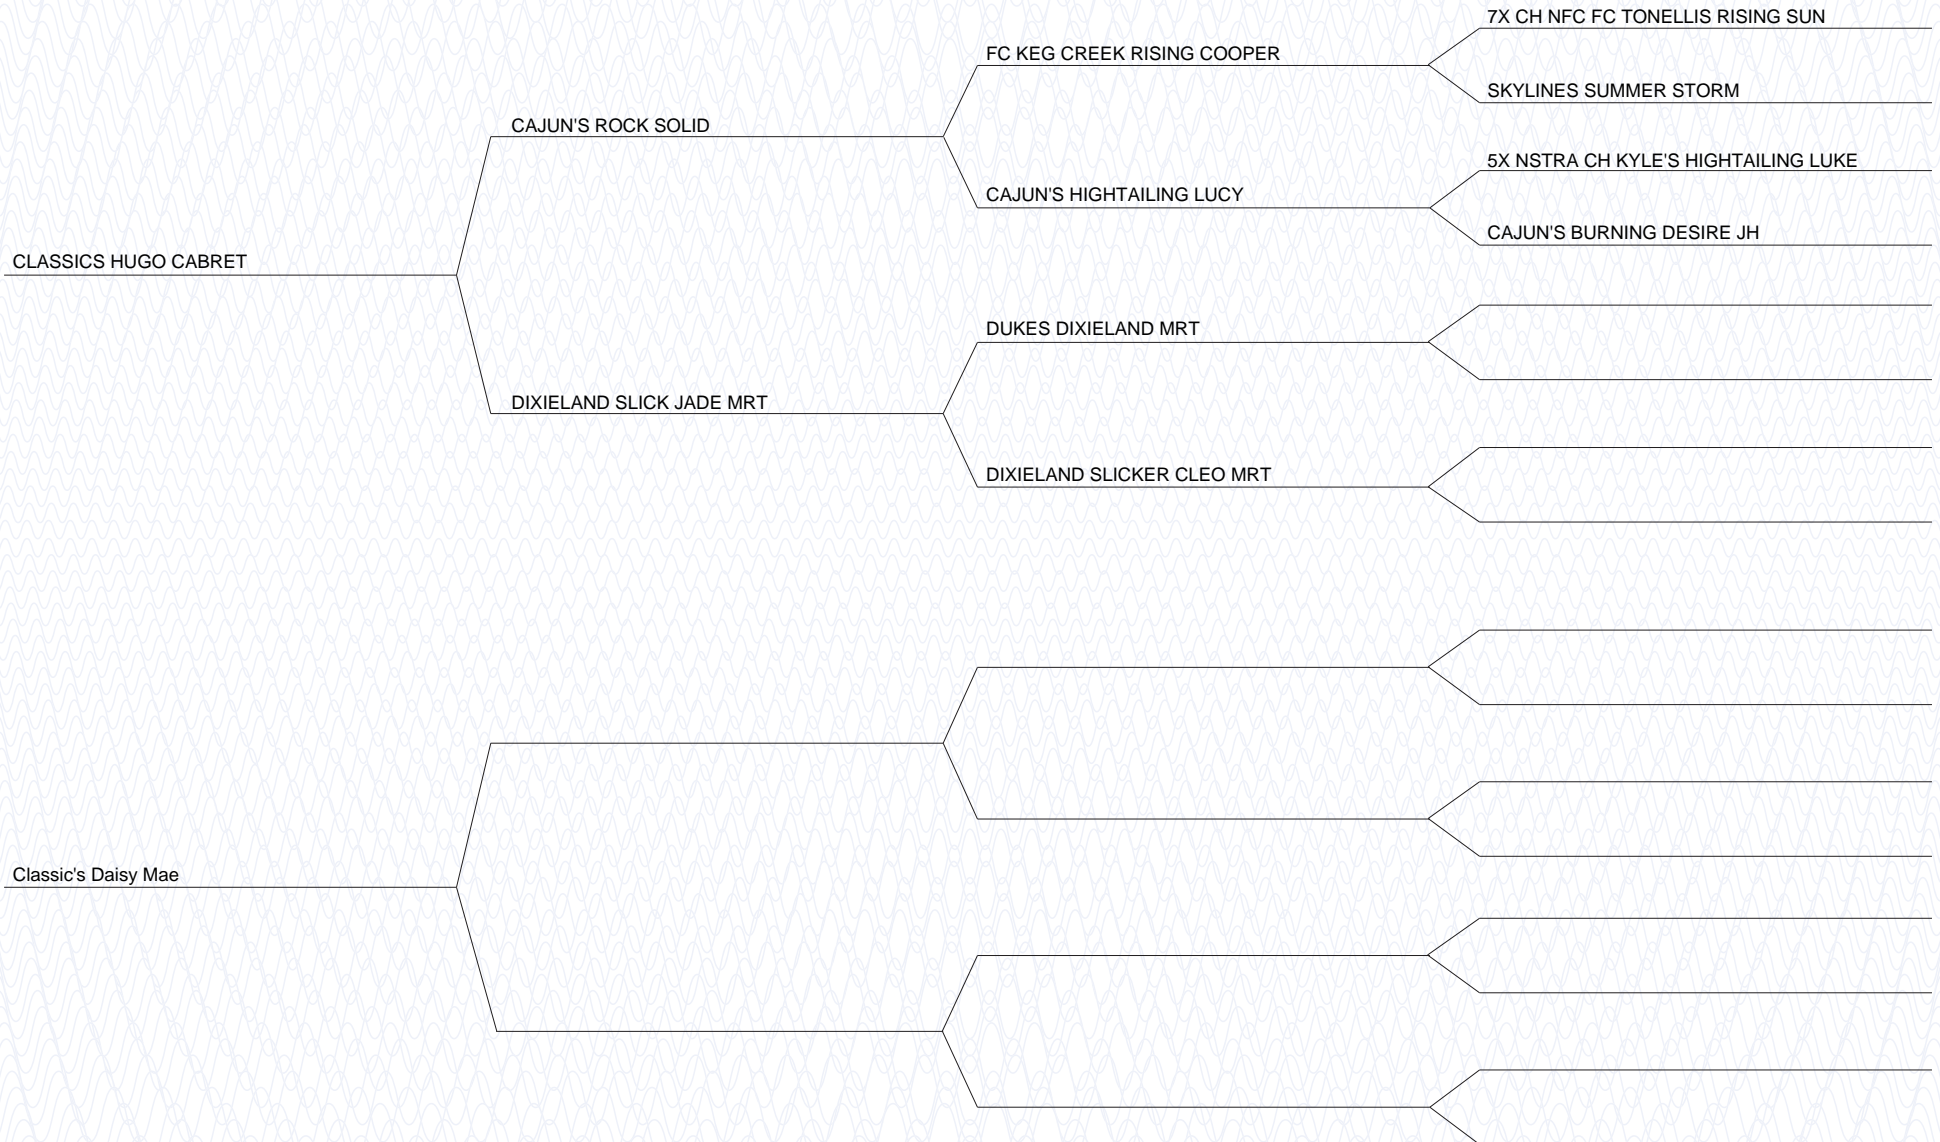 7X CH NFC FC TONELLIS RISING SUN
FC KEG CREEK RISING COOPER
SKYLINES SUMMER STORM
CAJUN'S ROCK SOLID
5X NSTRA CH KYLE'S HIGHTAILING LUKE
CAJUN'S HIGHTAILING LUCY
CAJUN'S BURNING DESIRE JH
CLASSICS HUGO CABRET
DUKES DIXIELAND MRT
DIXIELAND SLICK JADE MRT
DIXIELAND SLICKER CLEO MRT
Classic's Daisy Mae